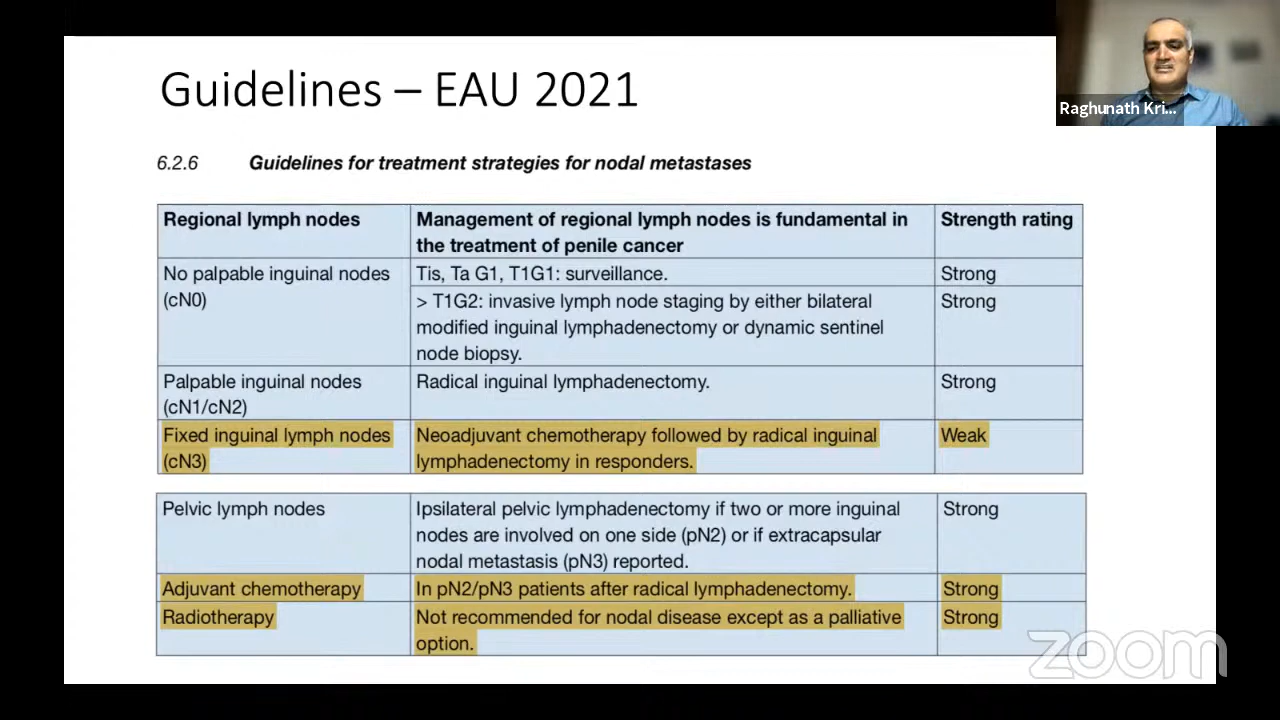 Guidelines – EAU 2021
Raghunath Kri...
6.2.6 Guidelines for treatment strategies for nodal metastases
Regional lymph nodes
Management of regional lymph nodes is fundamental in
the treatment of penile cancer
Strength rating
No palpable inguinal nodes
(cN0)
Tis, Ta G1, T1G1: surveillance.
Strong
> T1G2: invasive lymph node staging by either bilateral
modified inguinal lymphadenectomy or dynamic sentinel
node biopsy.
Strong
Palpable inguinal nodes
(cN1/cN2)
Radical inguinal lymphadenectomy.
Strong
Fixed inguinal lymph nodes
(cN3)
Neoadjuvant chemotherapy followed by radical inguinal
lymphadenectomy in responders.
Weak
Pelvic lymph nodes
Ipsilateral pelvic lymphadenectomy if two or more inguinal
nodes are involved on one side (pN2) or if extracapsular
nodal metastasis (pN3) reported.
Strong
Adjuvant chemotherapy
In pN2/pN3 patients after radical lymphadenectomy.
Strong
Radiotherapy
Not recommended for nodal disease except as a palliative
option.
Strong
zoom